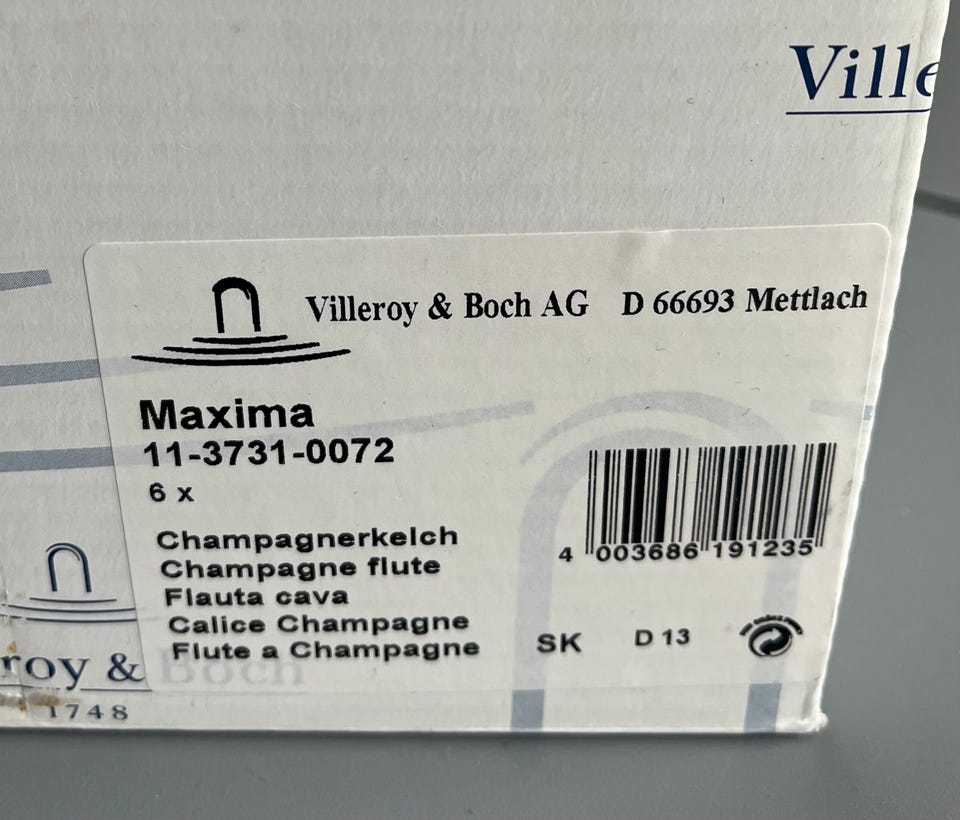 Ville
Villeroy & Boch AG D 66693 Mettlach
Maxima
11-3731-0072
6 x
Champagnerkelch
Champagne flute
Flauta cava
Calice Champagne
Flute a Champagne
4 003686 191235
SK D 13
roy & Boch
1748